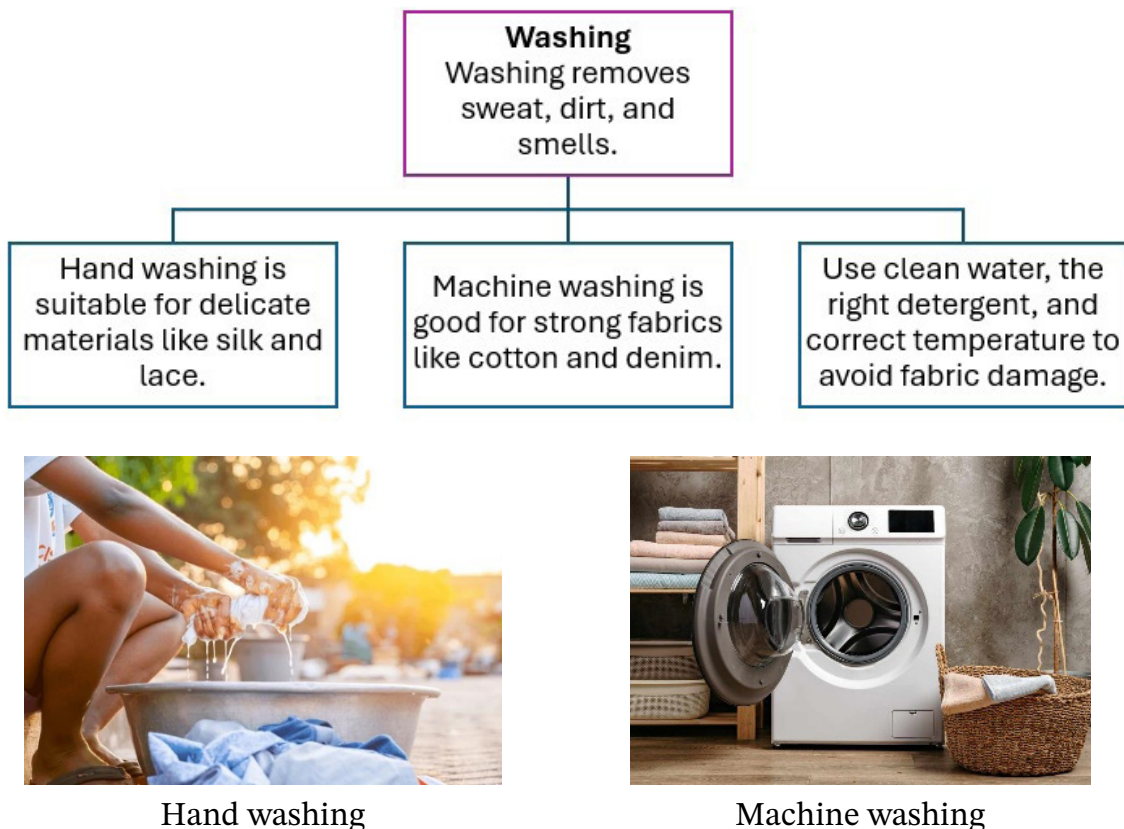 Washing
Washing removes
sweat, dirt, and
smells.
Hand washing is
suitable for delicate
materials like silk and
lace.
Machine washing is
good for strong fabrics
like cotton and denim.
Use clean water, the
right detergent, and
correct temperature to
avoid fabric damage.
Hand washing
Machine washing